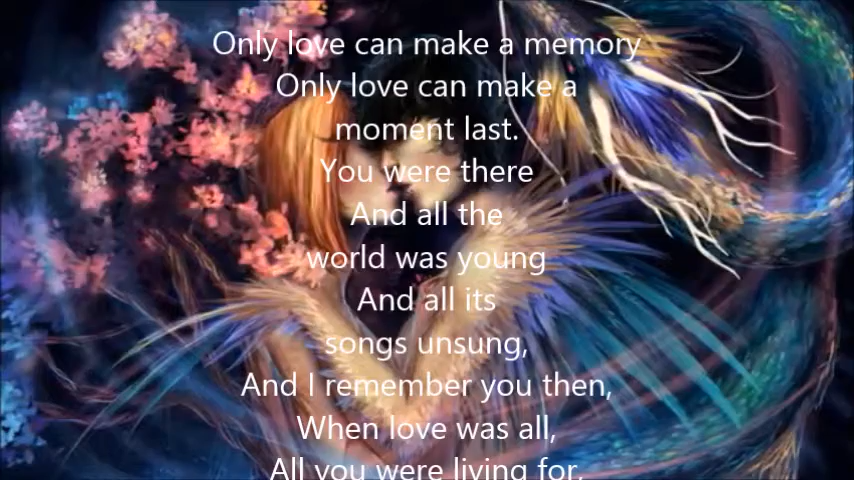 Only love can make a memory
Only love can make a
moment last.
You were there
And all the
world was young
And all its
songs unsung,
And I remember you then,
When love was all,
All you were living for,